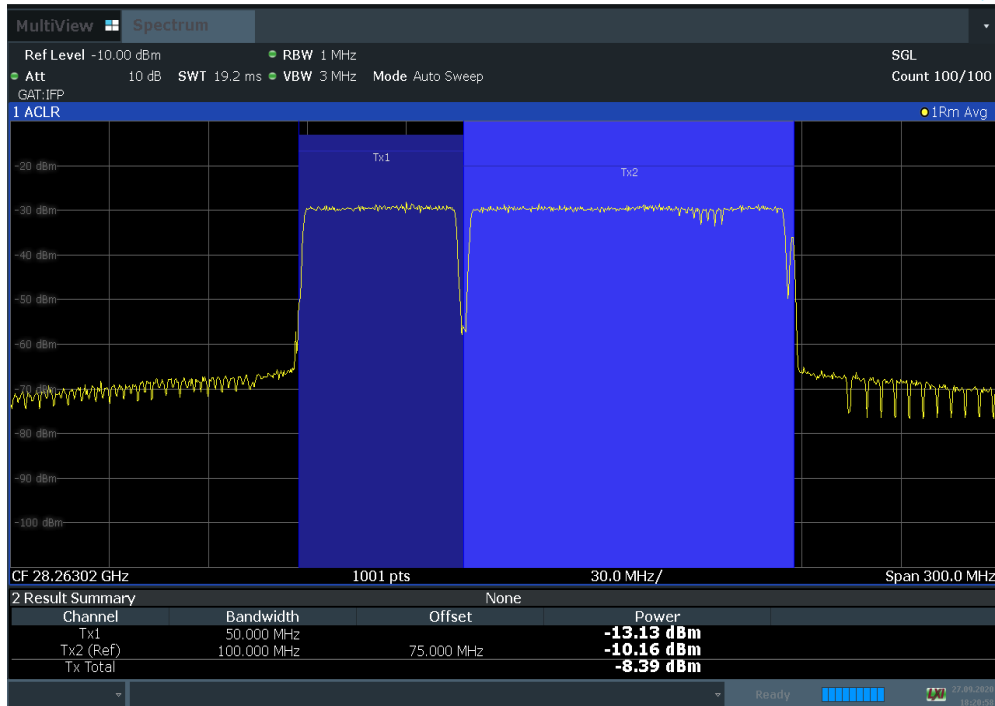 MultiView Spectrum
Ref Level -10.00 dBm RBW 1 MHz SGL
Att 10 dB SWT 19.2 ms VBW 3 MHz Mode Auto Sweep Count 100/100
GAT:IFP
1 ACLR 1Rm Avg
Tx1
-20 dBm
Tx2
-30 dBm
-40 dBm
-50 dBm
-60 dBm
-70 dBm
-80 dBm
-90 dBm
-100 dBm
CF 28.26302 GHz 1001 pts 30.0 MHz/ Span 300.0 MHz
2 Result Summary None
Channel Bandwidth Offset Power
Tx1 50.000 MHz -13.13 dBm
Tx2 (Ref) 100.000 MHz 75.000 MHz -10.16 dBm
Tx Total -8.39 dBm
Ready LXI 27.09.2020